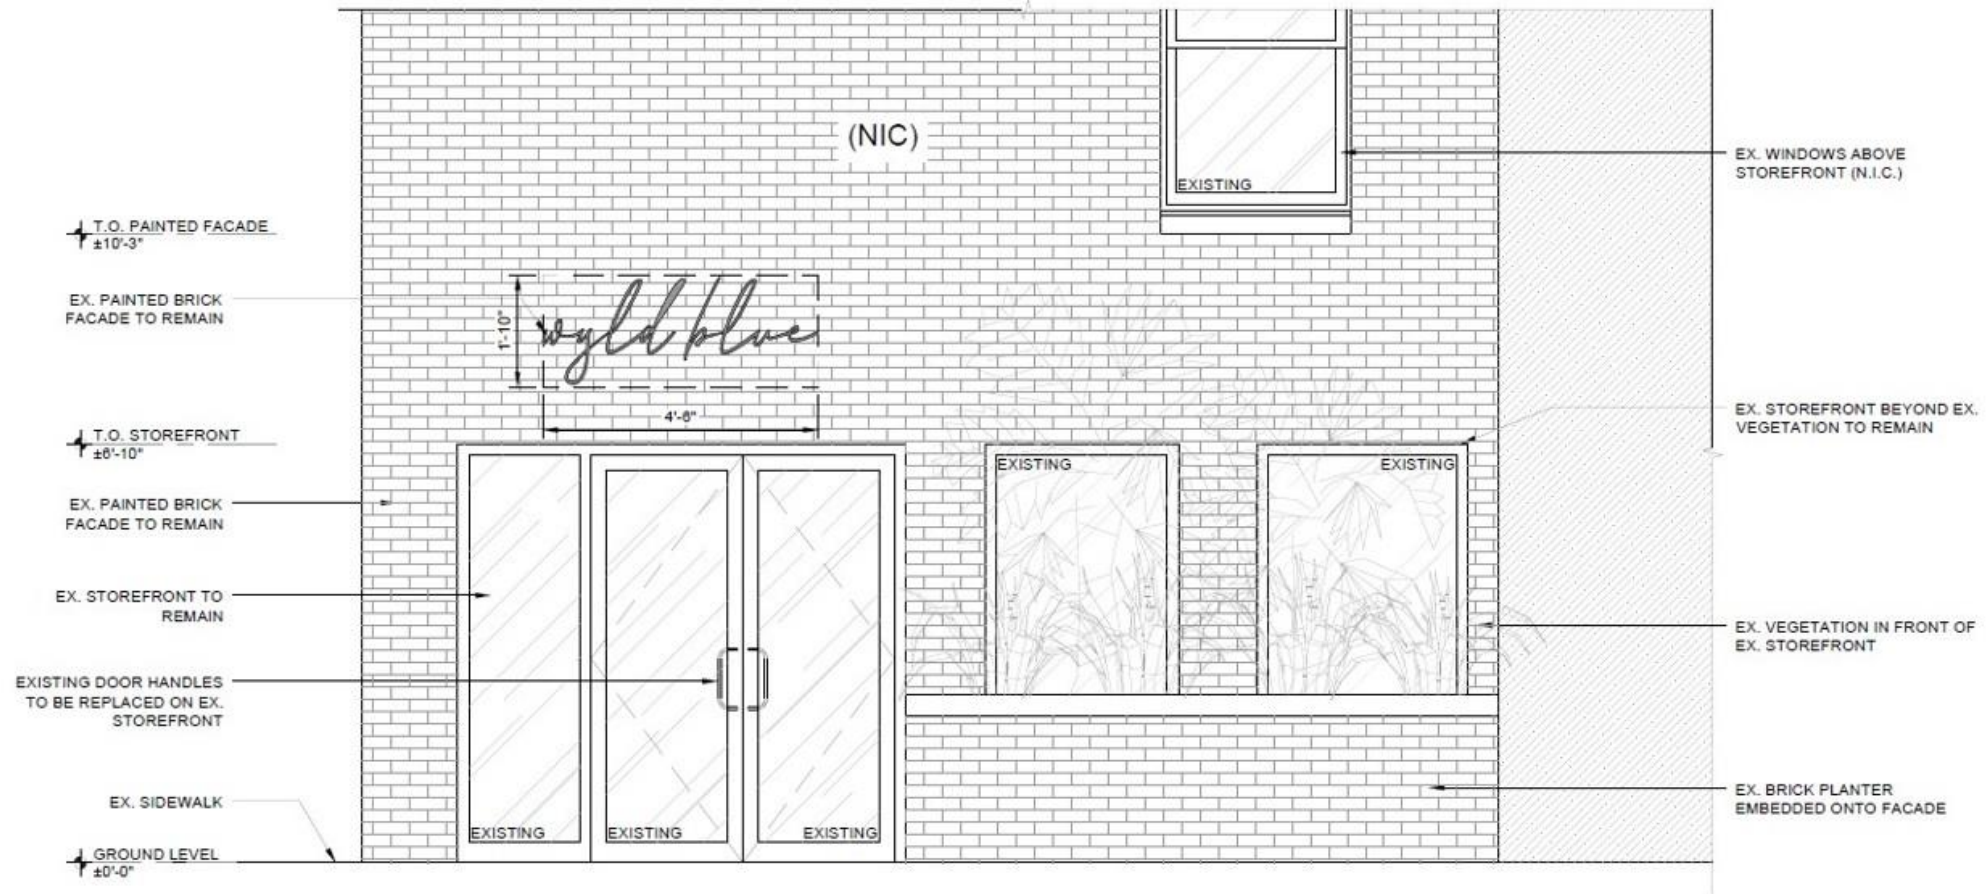 (NIC)
EXISTING
EX. WINDOWS ABOVE
STOREFRONT (N.I.C.)
T.O. PAINTED FACADE
±10'-3"
EX. PAINTED BRICK
FACADE TO REMAIN
1'-10"
wyld blue
4'-6"
T.O. STOREFRONT
±6'-10"
EX. STOREFRONT BEYOND EX.
VEGETATION TO REMAIN
EXISTING
EXISTING
EX. PAINTED BRICK
FACADE TO REMAIN
EX. STOREFRONT TO
REMAIN
EX. VEGETATION IN FRONT OF
EX. STOREFRONT
EXISTING DOOR HANDLES
TO BE REPLACED ON EX.
STOREFRONT
EX. SIDEWALK
EX. BRICK PLANTER
EMBEDDED ONTO FACADE
EXISTING
EXISTING
EXISTING
GROUND LEVEL
±0'-0"